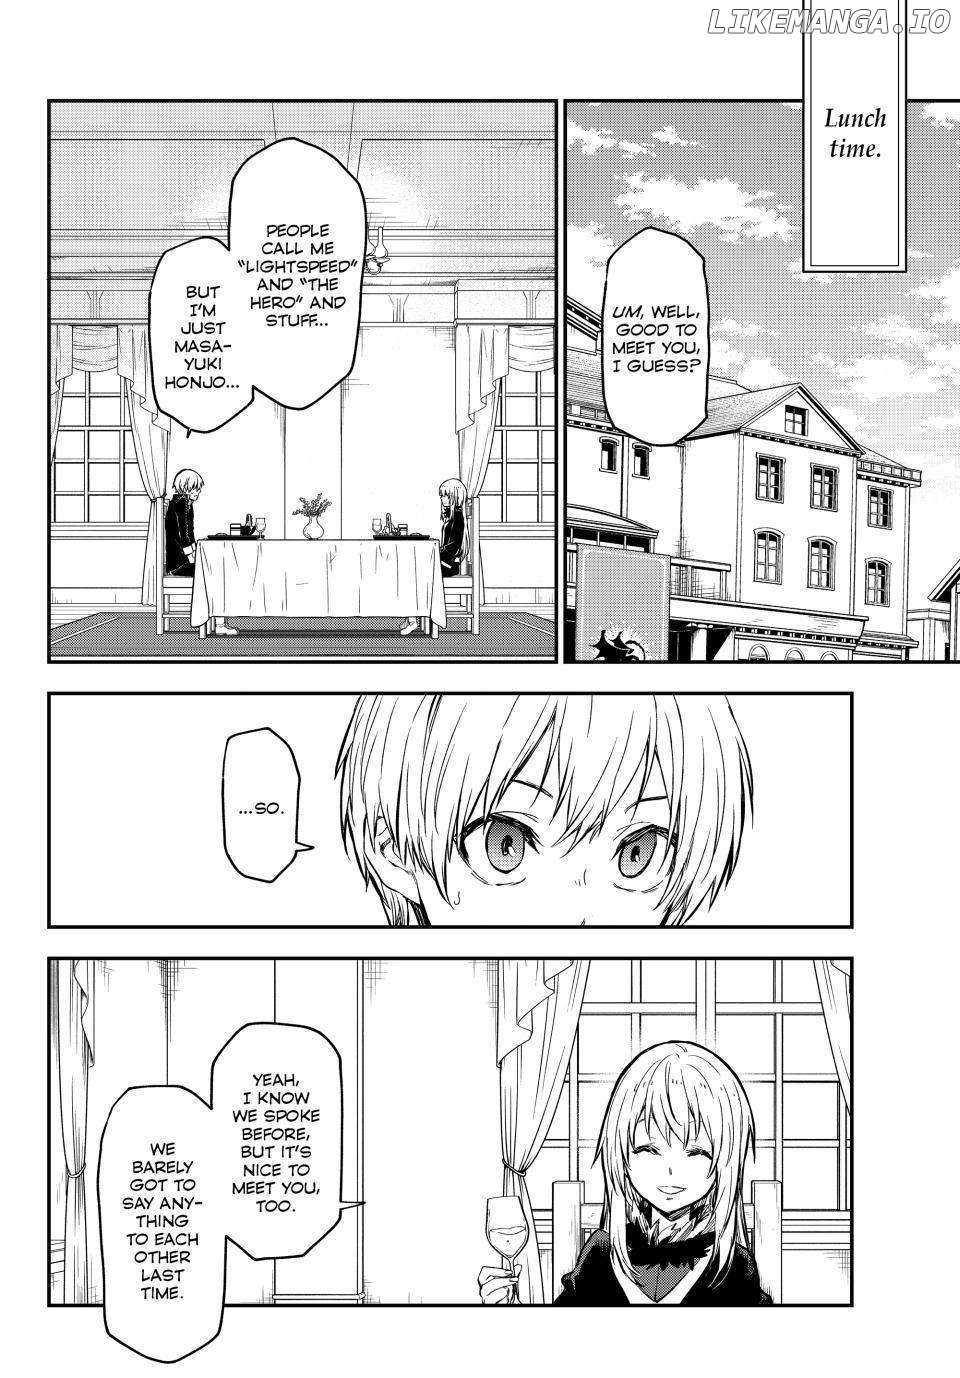 LIKEMANGA.IO
Lunch
time.
UM, WELL,
GOOD TO
MEET YOU,
I GUESS?
PEOPLE
CALL ME
"LIGHTSPEED"
AND "THE
HERO" AND
STUFF...
BUT
I'M
JUST
MASA-
YUKI
HONJO...
...SO.
YEAH,
I KNOW
WE SPOKE
BEFORE,
BUT IT'S
NICE TO
MEET YOU,
TOO.
WE
BARELY
GOT TO
SAY ANY-
THING
TO EACH
OTHER
LAST
TIME.